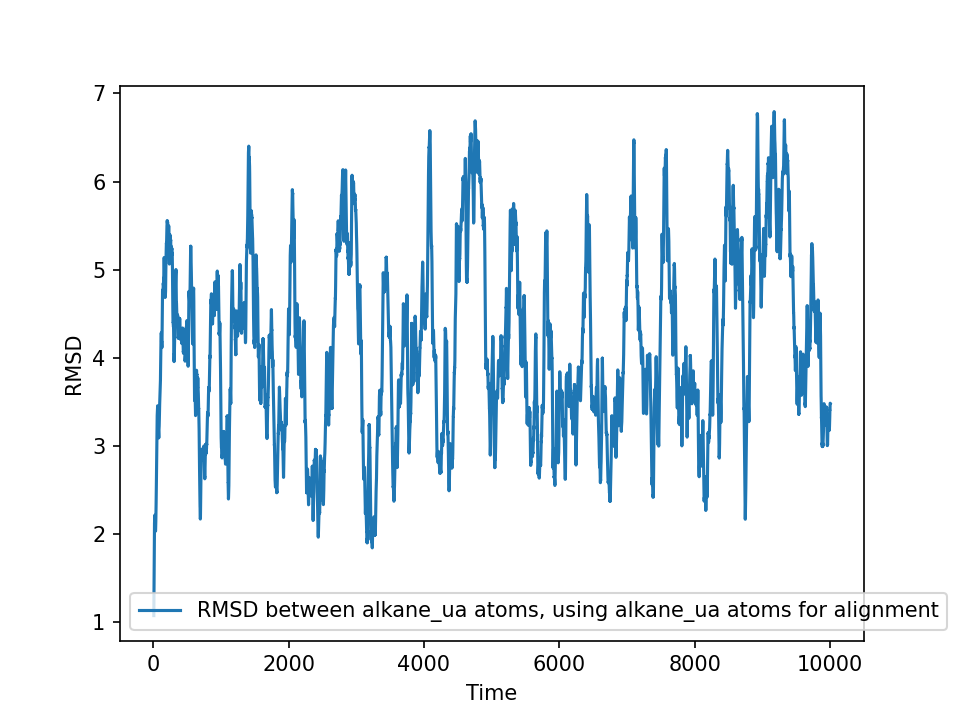 7
6
5
4
3
2
1
RMSD
RMSD between alkane_ua atoms, using alkane_ua atoms for alignment
0 2000 4000 6000 8000 10000
Time